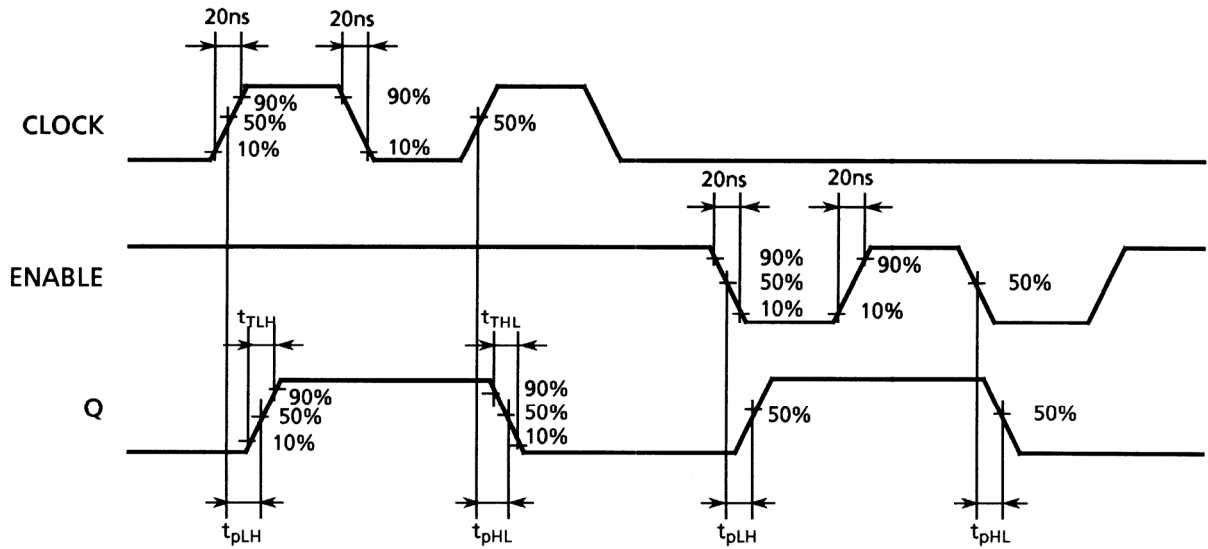 20ns 20ns
90% 90%
CLOCK 50% 50%
10% 10%
20ns 20ns
90% 90%
ENABLE 50% 50%
10% 10%
tTLH tTHL
90% 90%
Q 50% 50% 50% 50%
10% 10%
tpLH tpHL tpLH tpHL